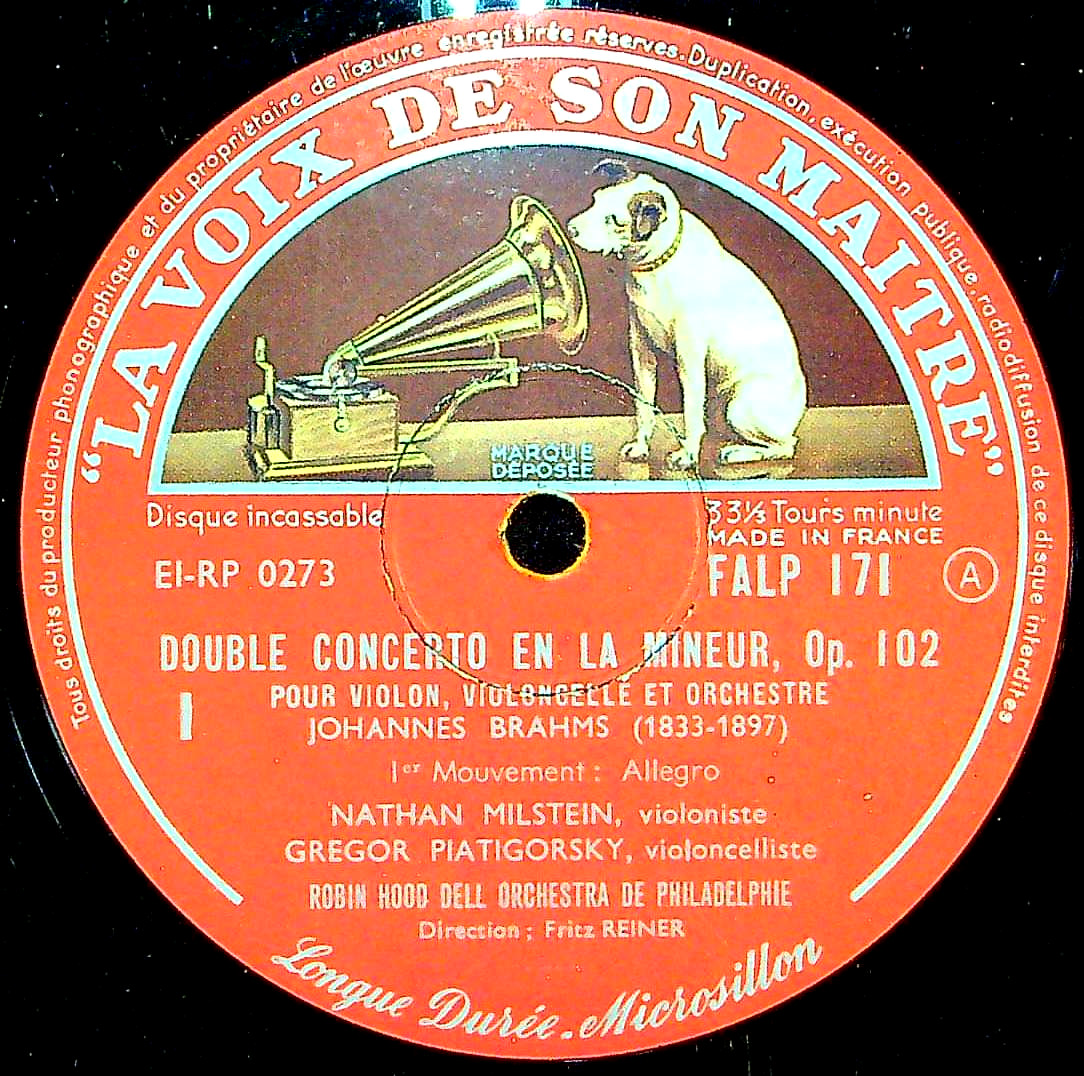 Tous droits du producteur phonographique et du propriétaire de l'œuvre enregistrée réservés. Duplication, exécution publique, radiodiffusion de ce disque interdites
“LA VOIX DE SON MAITRE”
MARQUE
DÉPOSÉE
Disque incassable
33⅓ Tours minute
MADE IN FRANCE
EI-RP 0273
FALP 171
A
DOUBLE CONCERTO EN LA MINEUR, Op. 102
I
POUR VIOLON, VIOLONCELLE ET ORCHESTRE
JOHANNES BRAHMS (1833-1897)
Ier Mouvement : Allegro
NATHAN MILSTEIN, violoniste
GREGOR PIATIGORSKY, violoncelliste
ROBIN HOOD DELL ORCHESTRA DE PHILADELPHIE
Direction ; Fritz REINER
Longue Durée-Microsillon